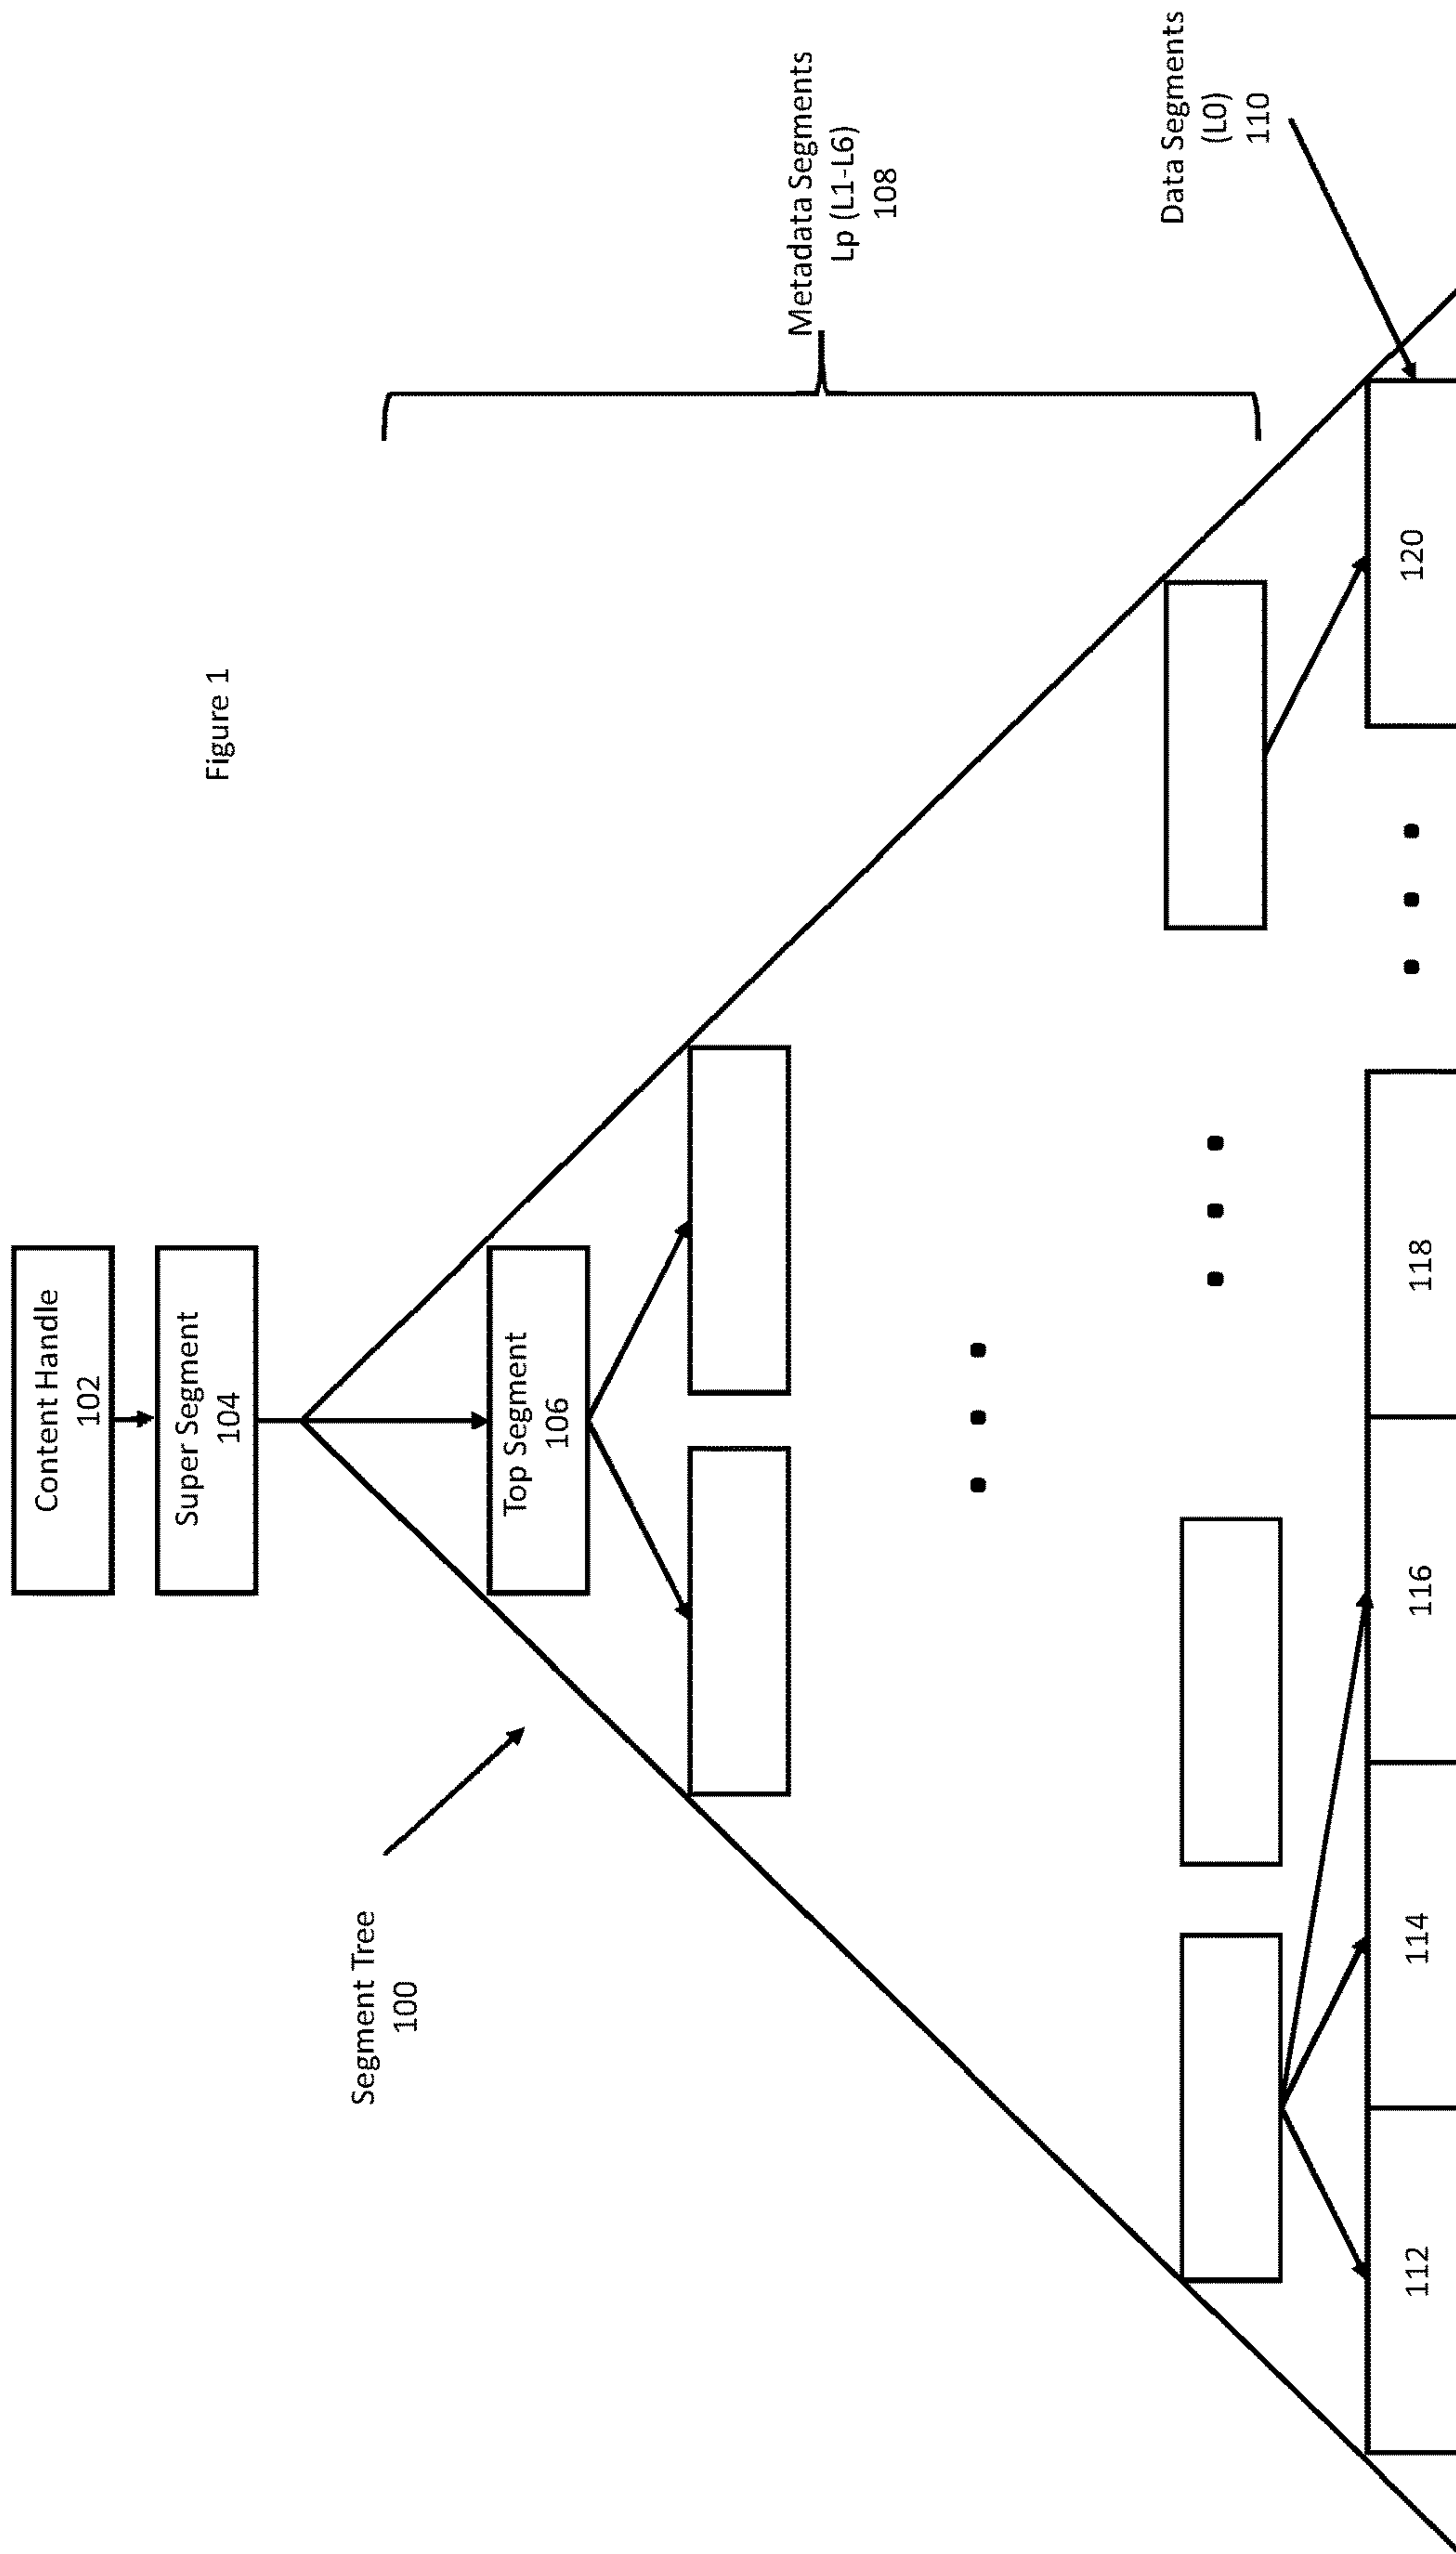 Figure 1
Content Handle
102
Super Segment
104
Segment Tree
100
Top Segment
106
Metadata Segments
Lp (L1-L6)
108
Data Segments
(L0)
110
112
114
116
118
120